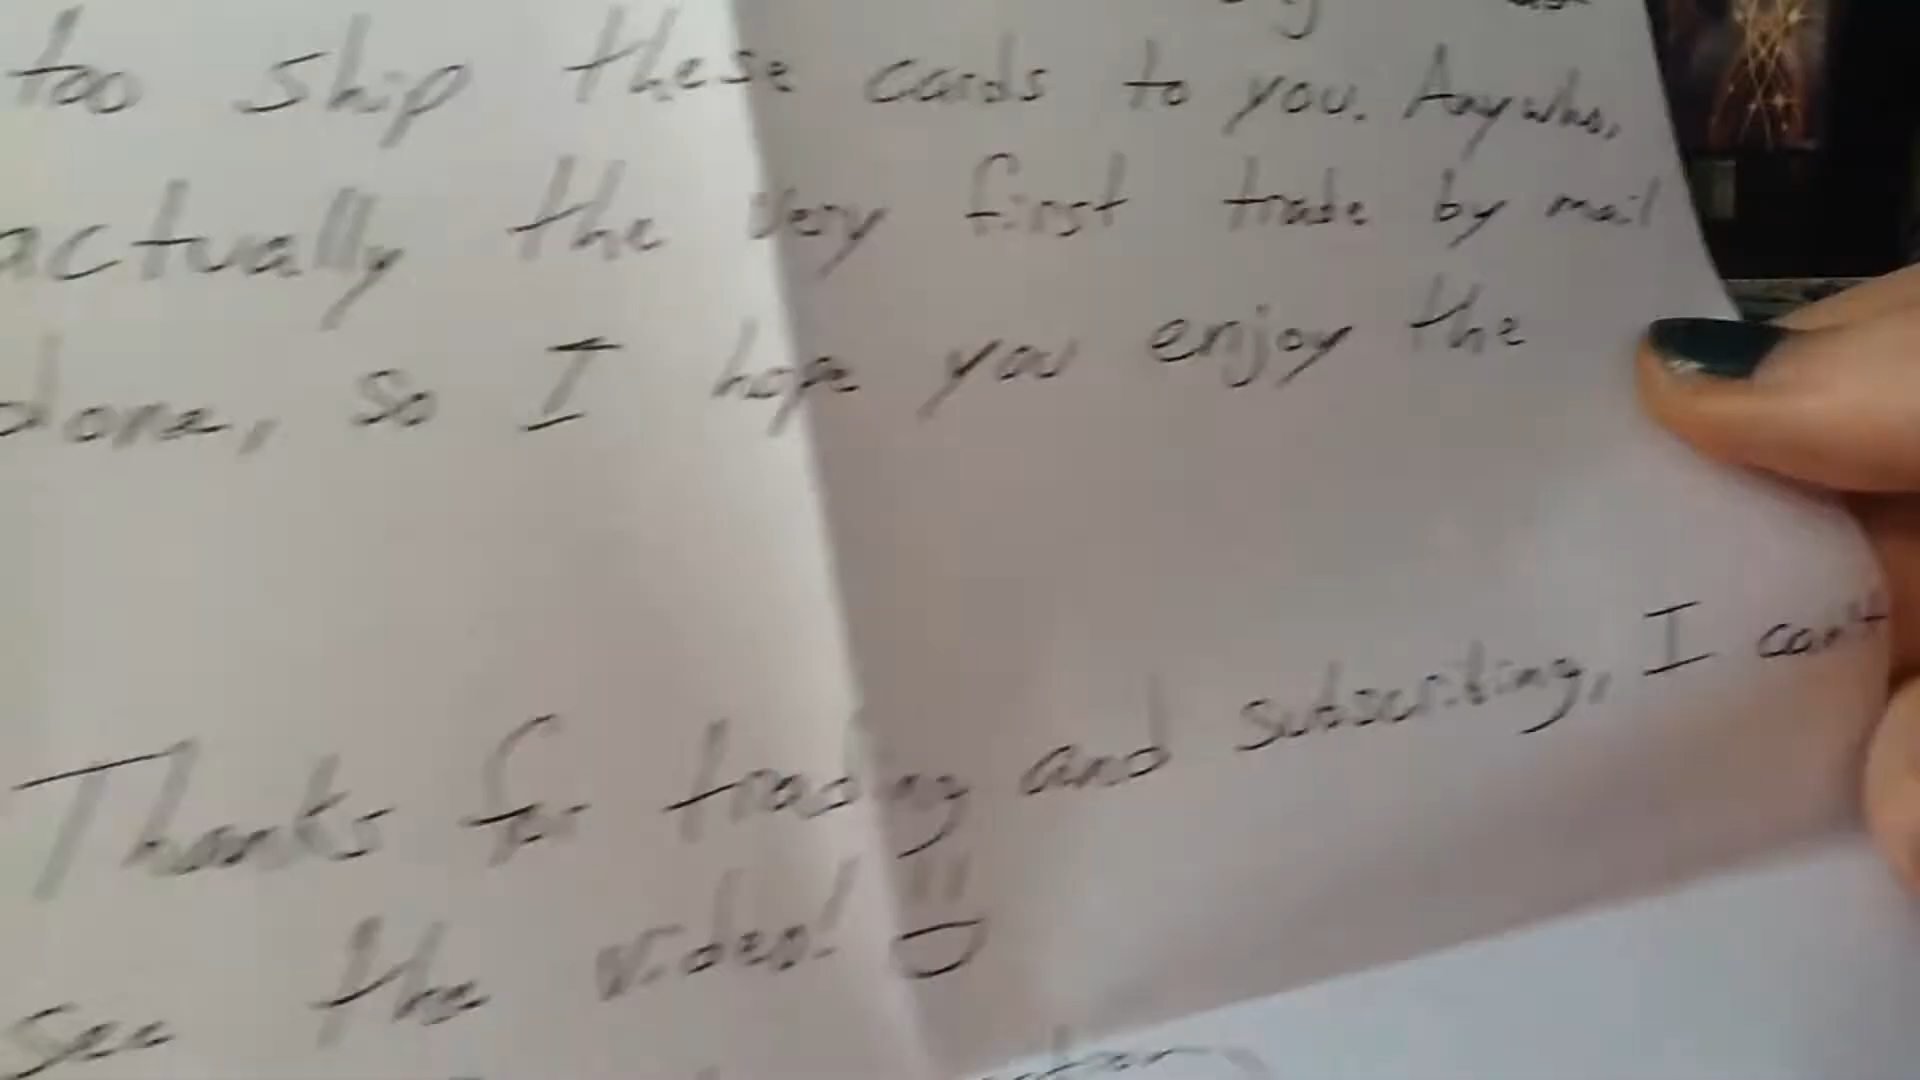 too ship these cards to you. Anywho,
actually the very first trade by mail
done, so I hope you enjoy the
Thanks for trading and subscribing, I can't
see the video!